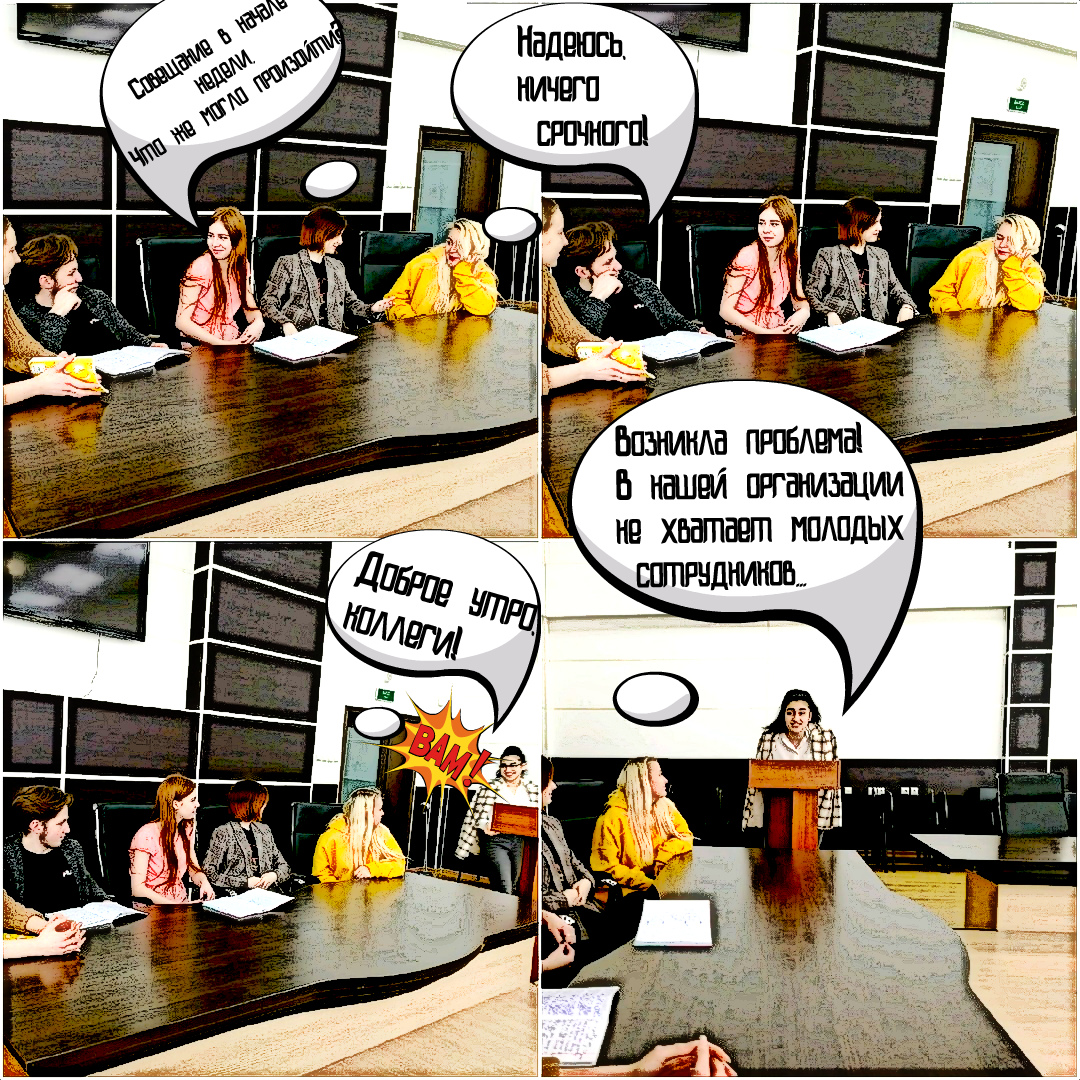 Совещание в начале
недели.
Что же могло произойти?
Надеюсь,
ничего
срочного!
Доброе утро,
коллеги!
BAM!
Возникла проблема!
В нашей организации
не хватает молодых
сотрудников...